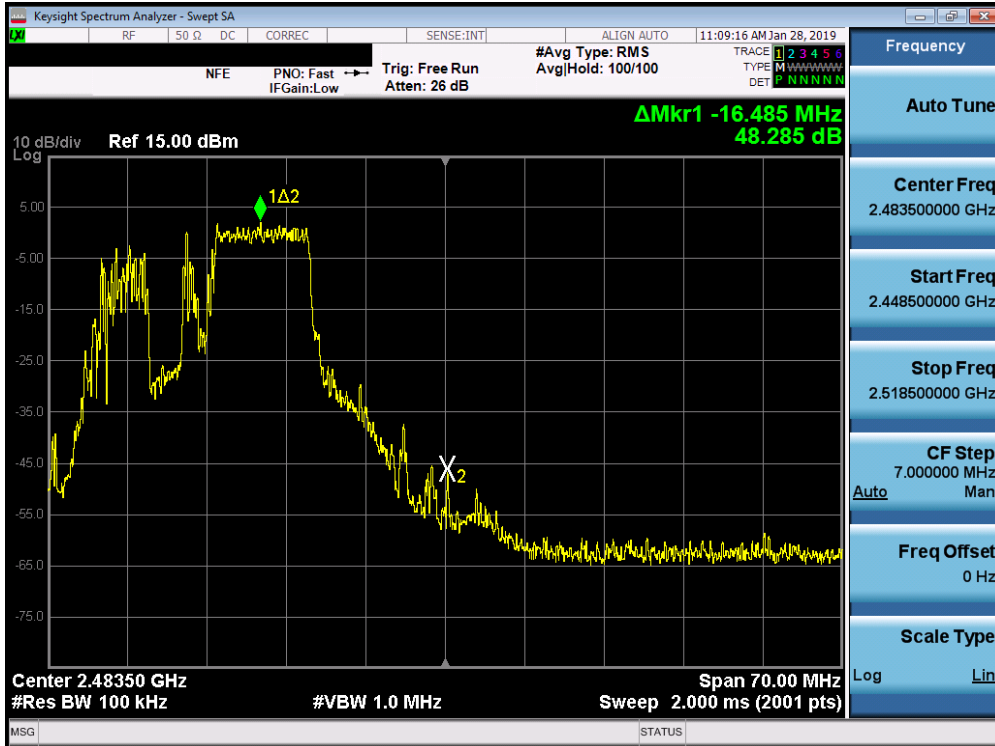 Keysight Spectrum Analyzer - Swept SA
LXI RF 50 Ω DC CORREC SENSE:INT ALIGN AUTO 11:09:16 AM Jan 28, 2019
NFE PNO: Fast Trig: Free Run #Avg Type: RMS TRACE 1 2 3 4 5 6
IFGain:Low Atten: 26 dB Avg|Hold: 100/100 TYPE M W W W W W
DET P N N N N N
ΔMkr1 -16.485 MHz
48.285 dB
10 dB/div Ref 15.00 dBm
Log
1Δ2
5.00
-5.00
-15.0
-25.0
-35.0
-45.0
2
-55.0
-65.0
-75.0
Center 2.48350 GHz Span 70.00 MHz
#Res BW 100 kHz #VBW 1.0 MHz Sweep 2.000 ms (2001 pts)
MSG STATUS
Frequency
Auto Tune
Center Freq
2.483500000 GHz
Start Freq
2.448500000 GHz
Stop Freq
2.518500000 GHz
CF Step
7.000000 MHz
Auto Man
Freq Offset
0 Hz
Scale Type
Log Lin